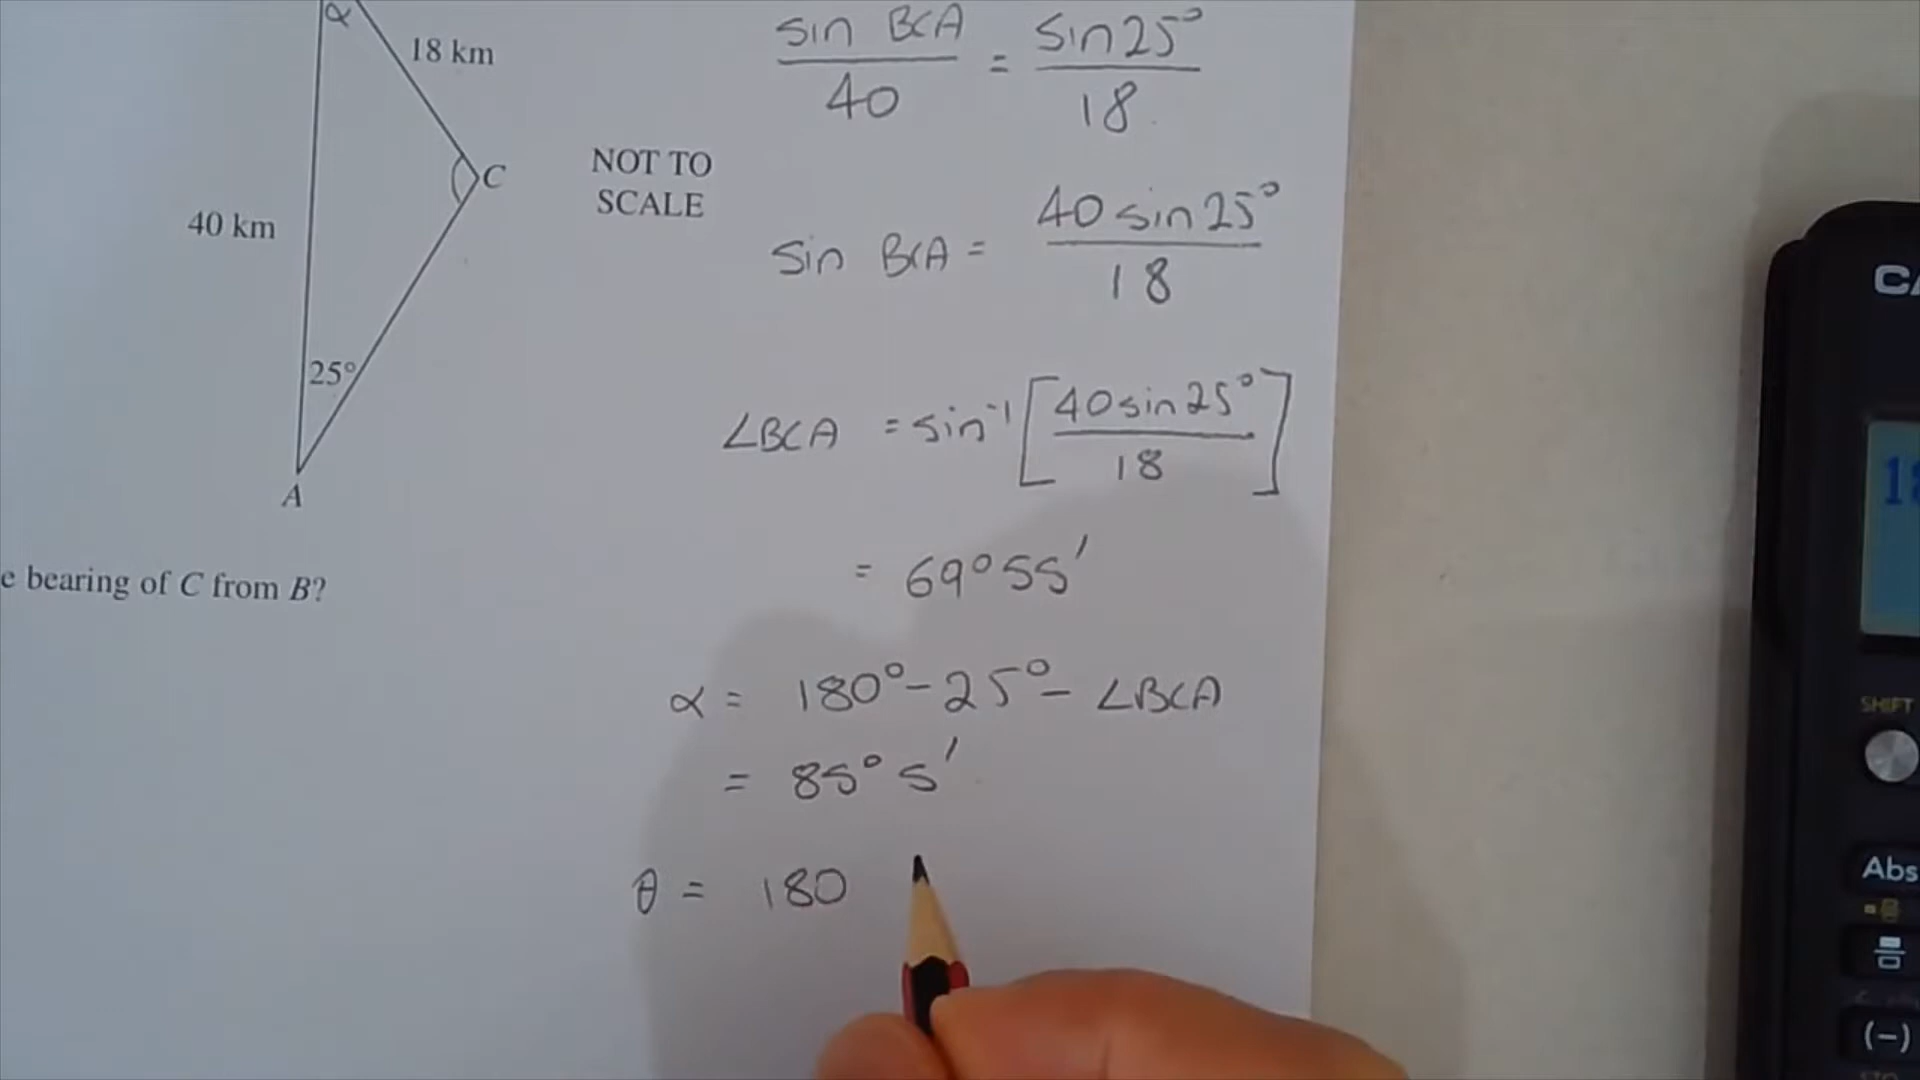 α
18 km
C
NOT TO
SCALE
40 km
25°
A
e bearing of C from B?
sin BCA / 40 = sin 25° / 18
sin BCA = 40 sin 25° / 18
∠BCA = sin⁻¹ [40 sin 25° / 18]
= 69°55′
α = 180° - 25° - ∠BCA
= 85° 5′
θ = 180
CA
18
SHIFT
Abs
(−)